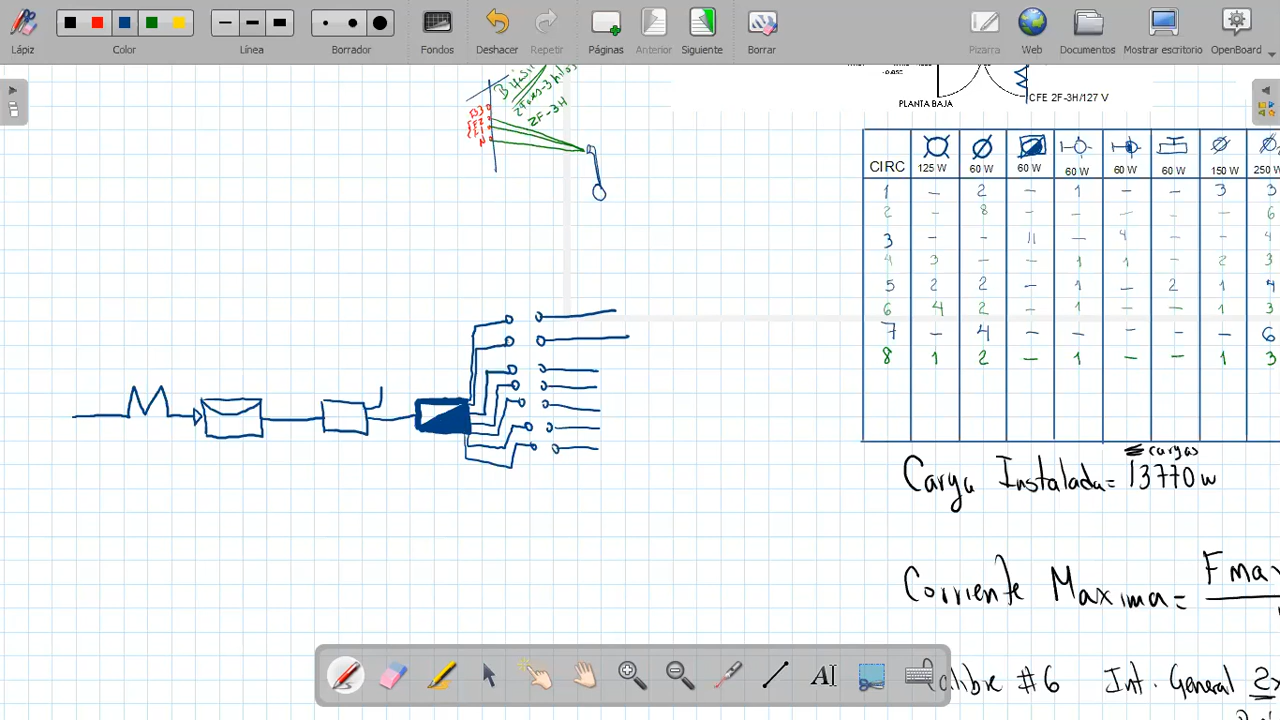 Lápiz Color Línea Borrador Fondos Deshacer Repetir Páginas Anterior Siguiente Borrar Pizarra Web Documentos Mostrar escritorio OpenBoard
3 hilos
2F-3H
N
PLANTA BAJA
CFE 2F-3H/127 V
CIRC 125 W 60 W 60 W 60 W 60 W 60 W 150 W 250 W
1 - 2 - 1 - - 3 3
2 - 8 - - - - - 6
3 - - 11 - 4 - - 4
4 3 - - 1 1 - 2 3
5 2 2 - 1 - 2 1 4
6 4 2 - 1 - - 1 3
7 - 4 - - - - - 6
8 1 2 - 1 - - 1 3
cargas
Carga Instalada= 13770 w
Corriente Maxima= F max
Calibre #6 Int. General 2x